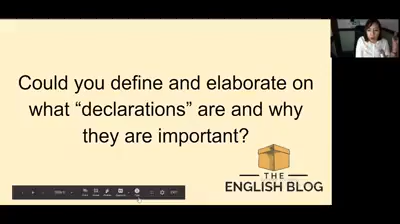 Could you define and elaborate on
what “declarations” are and why
they are important?
THE
ENGLISH BLOG